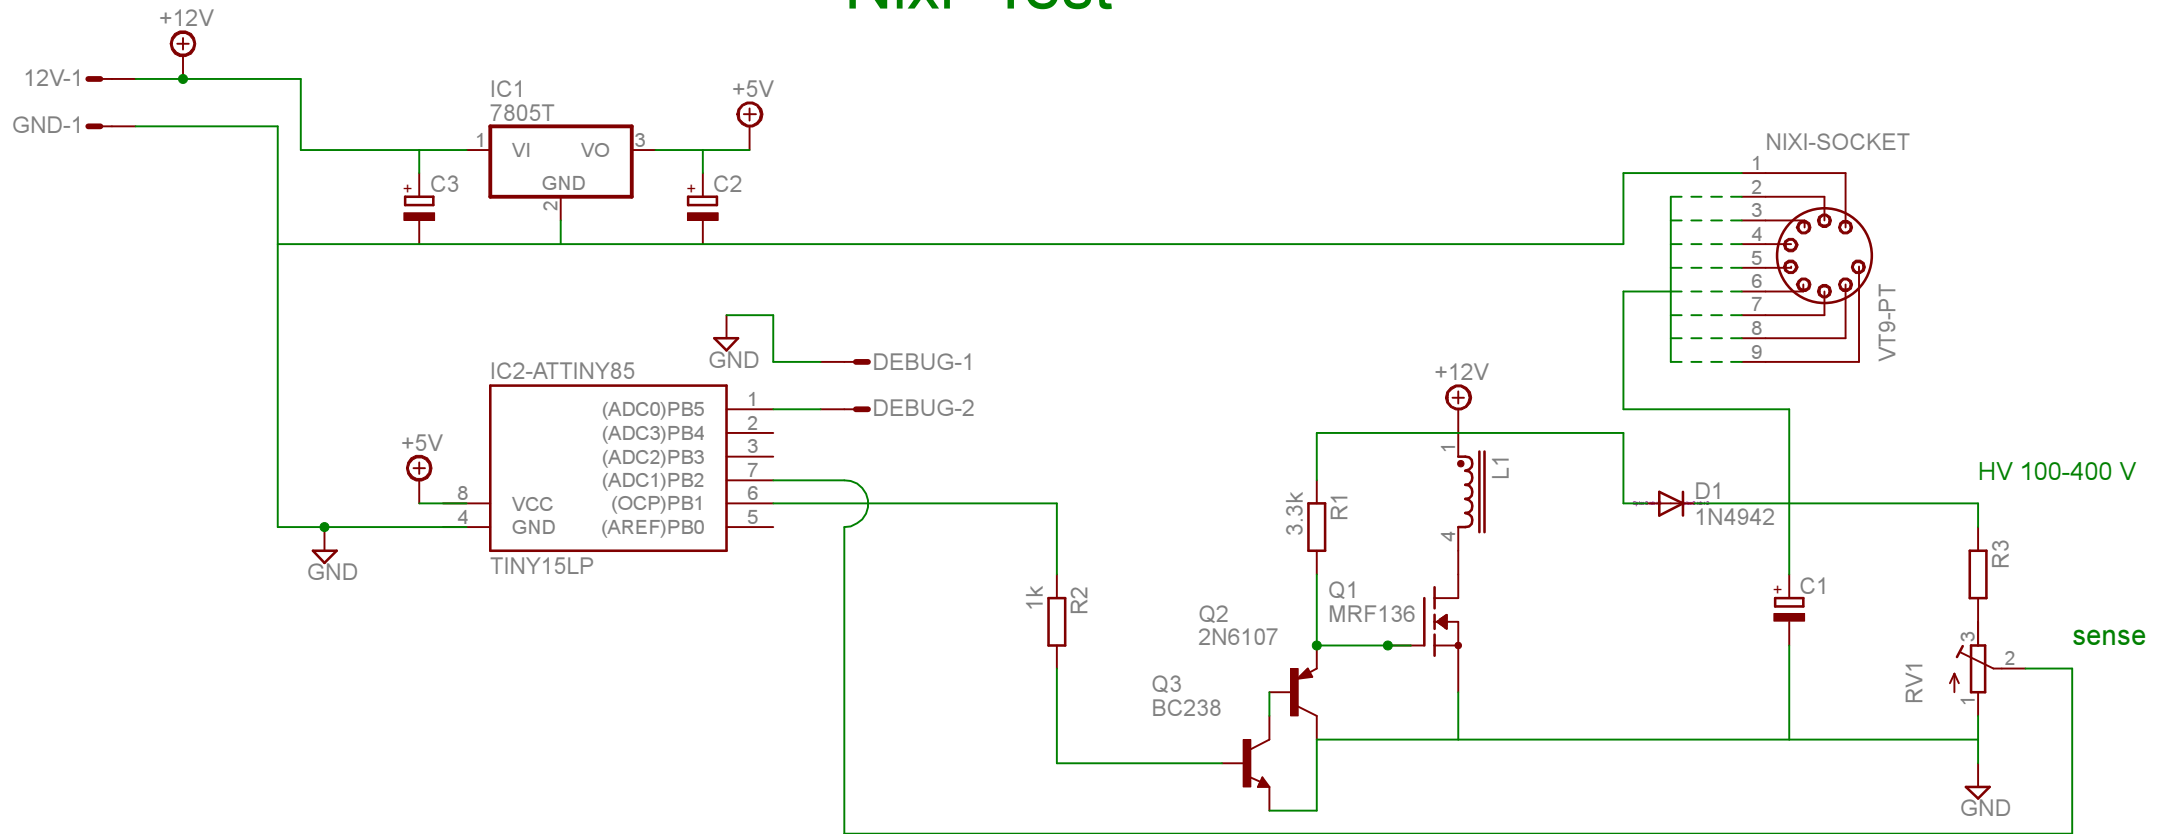 Nixi-Test
+12V
12V-1
GND-1
IC1
7805T
1
VI
VO
3
GND
2
+5V
C3
+
C2
+
NIXI-SOCKET
1
2
3
4
5
6
7
8
9
VT9-PT
GND
DEBUG-1
DEBUG-2
IC2-ATTINY85
(ADC0)PB5
1
(ADC3)PB4
2
(ADC2)PB3
3
(ADC1)PB2
7
(OCP)PB1
6
(AREF)PB0
5
+5V
8
VCC
4
GND
TINY15LP
GND
+12V
1
L1
4
3.3k
R1
D1
1N4942
HV 100-400 V
R3
C1
+
Q1
MRF136
Q2
2N6107
Q3
BC238
1k
R2
sense
3
2
1
RV1
GND